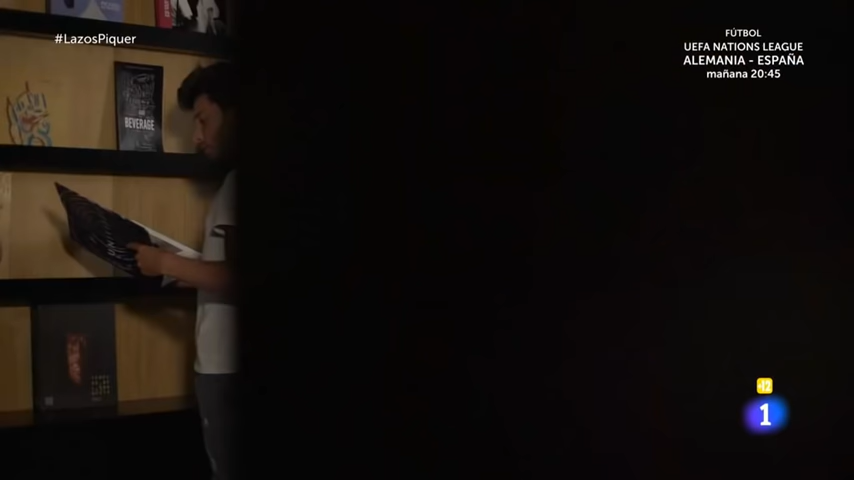 #LazosPiquer
FÚTBOL
UEFA NATIONS LEAGUE
ALEMANIA - ESPAÑA
mañana 20:45
BEVERAGE
+12
1